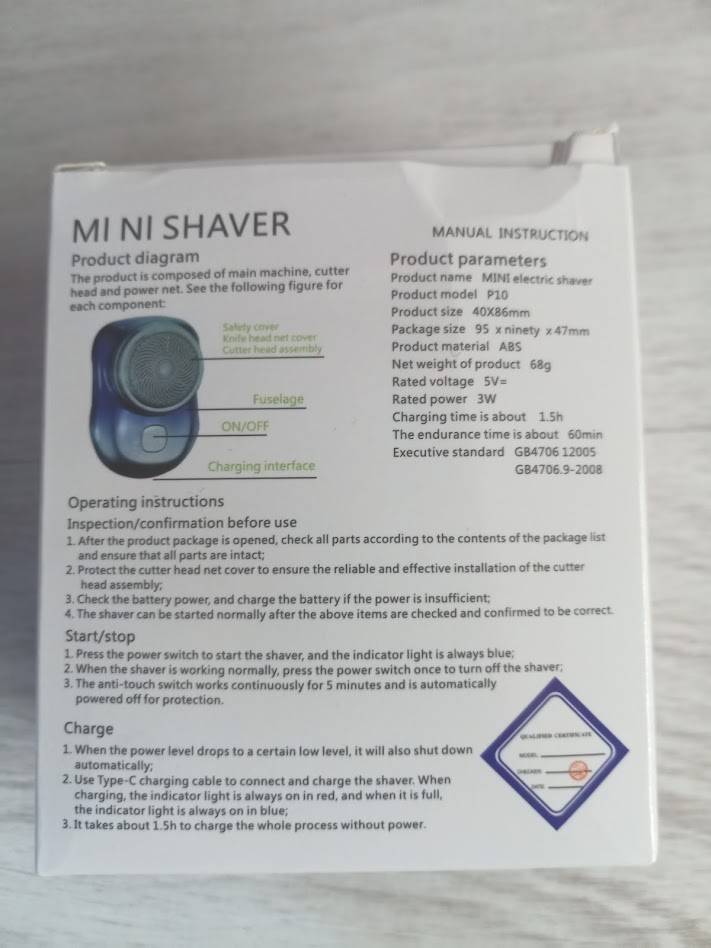 MI NI SHAVER
MANUAL INSTRUCTION
Product diagram
The product is composed of main machine, cutter
head and power net. See the following figure for
each component:
Safety cover
Knife head net cover
Cutter head assembly
Fuselage
ON/OFF
Charging interface
Product parameters
Product name MINI electric shaver
Product model P10
Product size 40X86mm
Package size 95 x ninety x 47mm
Product material ABS
Net weight of product 68g
Rated voltage 5V=
Rated power 3W
Charging time is about 1.5h
The endurance time is about 60min
Executive standard GB4706 12005
GB4706.9-2008
Operating instructions
Inspection/confirmation before use
1. After the product package is opened, check all parts according to the contents of the package list
and ensure that all parts are intact;
2. Protect the cutter head net cover to ensure the reliable and effective installation of the cutter
head assembly;
3. Check the battery power, and charge the battery if the power is insufficient;
4. The shaver can be started normally after the above items are checked and confirmed to be correct.
Start/stop
1. Press the power switch to start the shaver, and the indicator light is always blue;
2. When the shaver is working normally, press the power switch once to turn off the shaver;
3. The anti-touch switch works continuously for 5 minutes and is automatically
powered off for protection.
Charge
1. When the power level drops to a certain low level, it will also shut down
automatically;
2. Use Type-C charging cable to connect and charge the shaver. When
charging, the indicator light is always on in red, and when it is full,
the indicator light is always on in blue;
3. It takes about 1.5h to charge the whole process without power.
QUALIFIED CERTIFICATE
MODEL
CHECKER
DATE